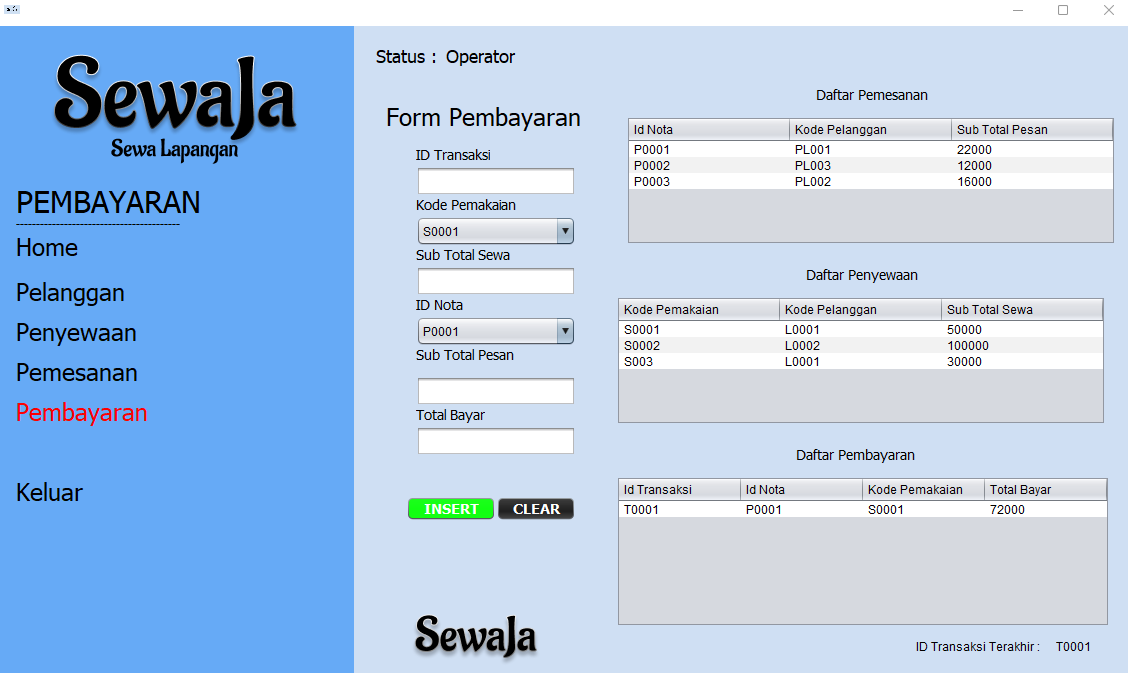 SewaJa
Sewa Lapangan
PEMBAYARAN
-----------------------------------------
Home
Pelanggan
Penyewaan
Pemesanan
Pembayaran
Keluar
Status : Operator
Form Pembayaran
ID Transaksi
Kode Pemakaian
S0001
Sub Total Sewa
ID Nota
P0001
Sub Total Pesan
Total Bayar
INSERT CLEAR
SewaJa
Daftar Pemesanan
Id Nota Kode Pelanggan Sub Total Pesan
P0001 PL001 22000
P0002 PL003 12000
P0003 PL002 16000
Daftar Penyewaan
Kode Pemakaian Kode Pelanggan Sub Total Sewa
S0001 L0001 50000
S0002 L0002 100000
S003 L0001 30000
Daftar Pembayaran
Id Transaksi Id Nota Kode Pemakaian Total Bayar
T0001 P0001 S0001 72000
ID Transaksi Terakhir : T0001